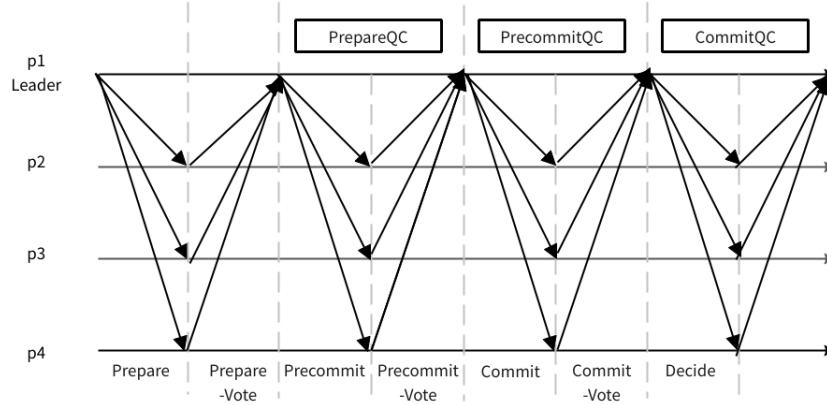 PrepareQC
PrecommitQC
CommitQC
p1
Leader
p2
p3
p4
Prepare
Prepare
-Vote
Precommit
Precommit
-Vote
Commit
Commit
-Vote
Decide